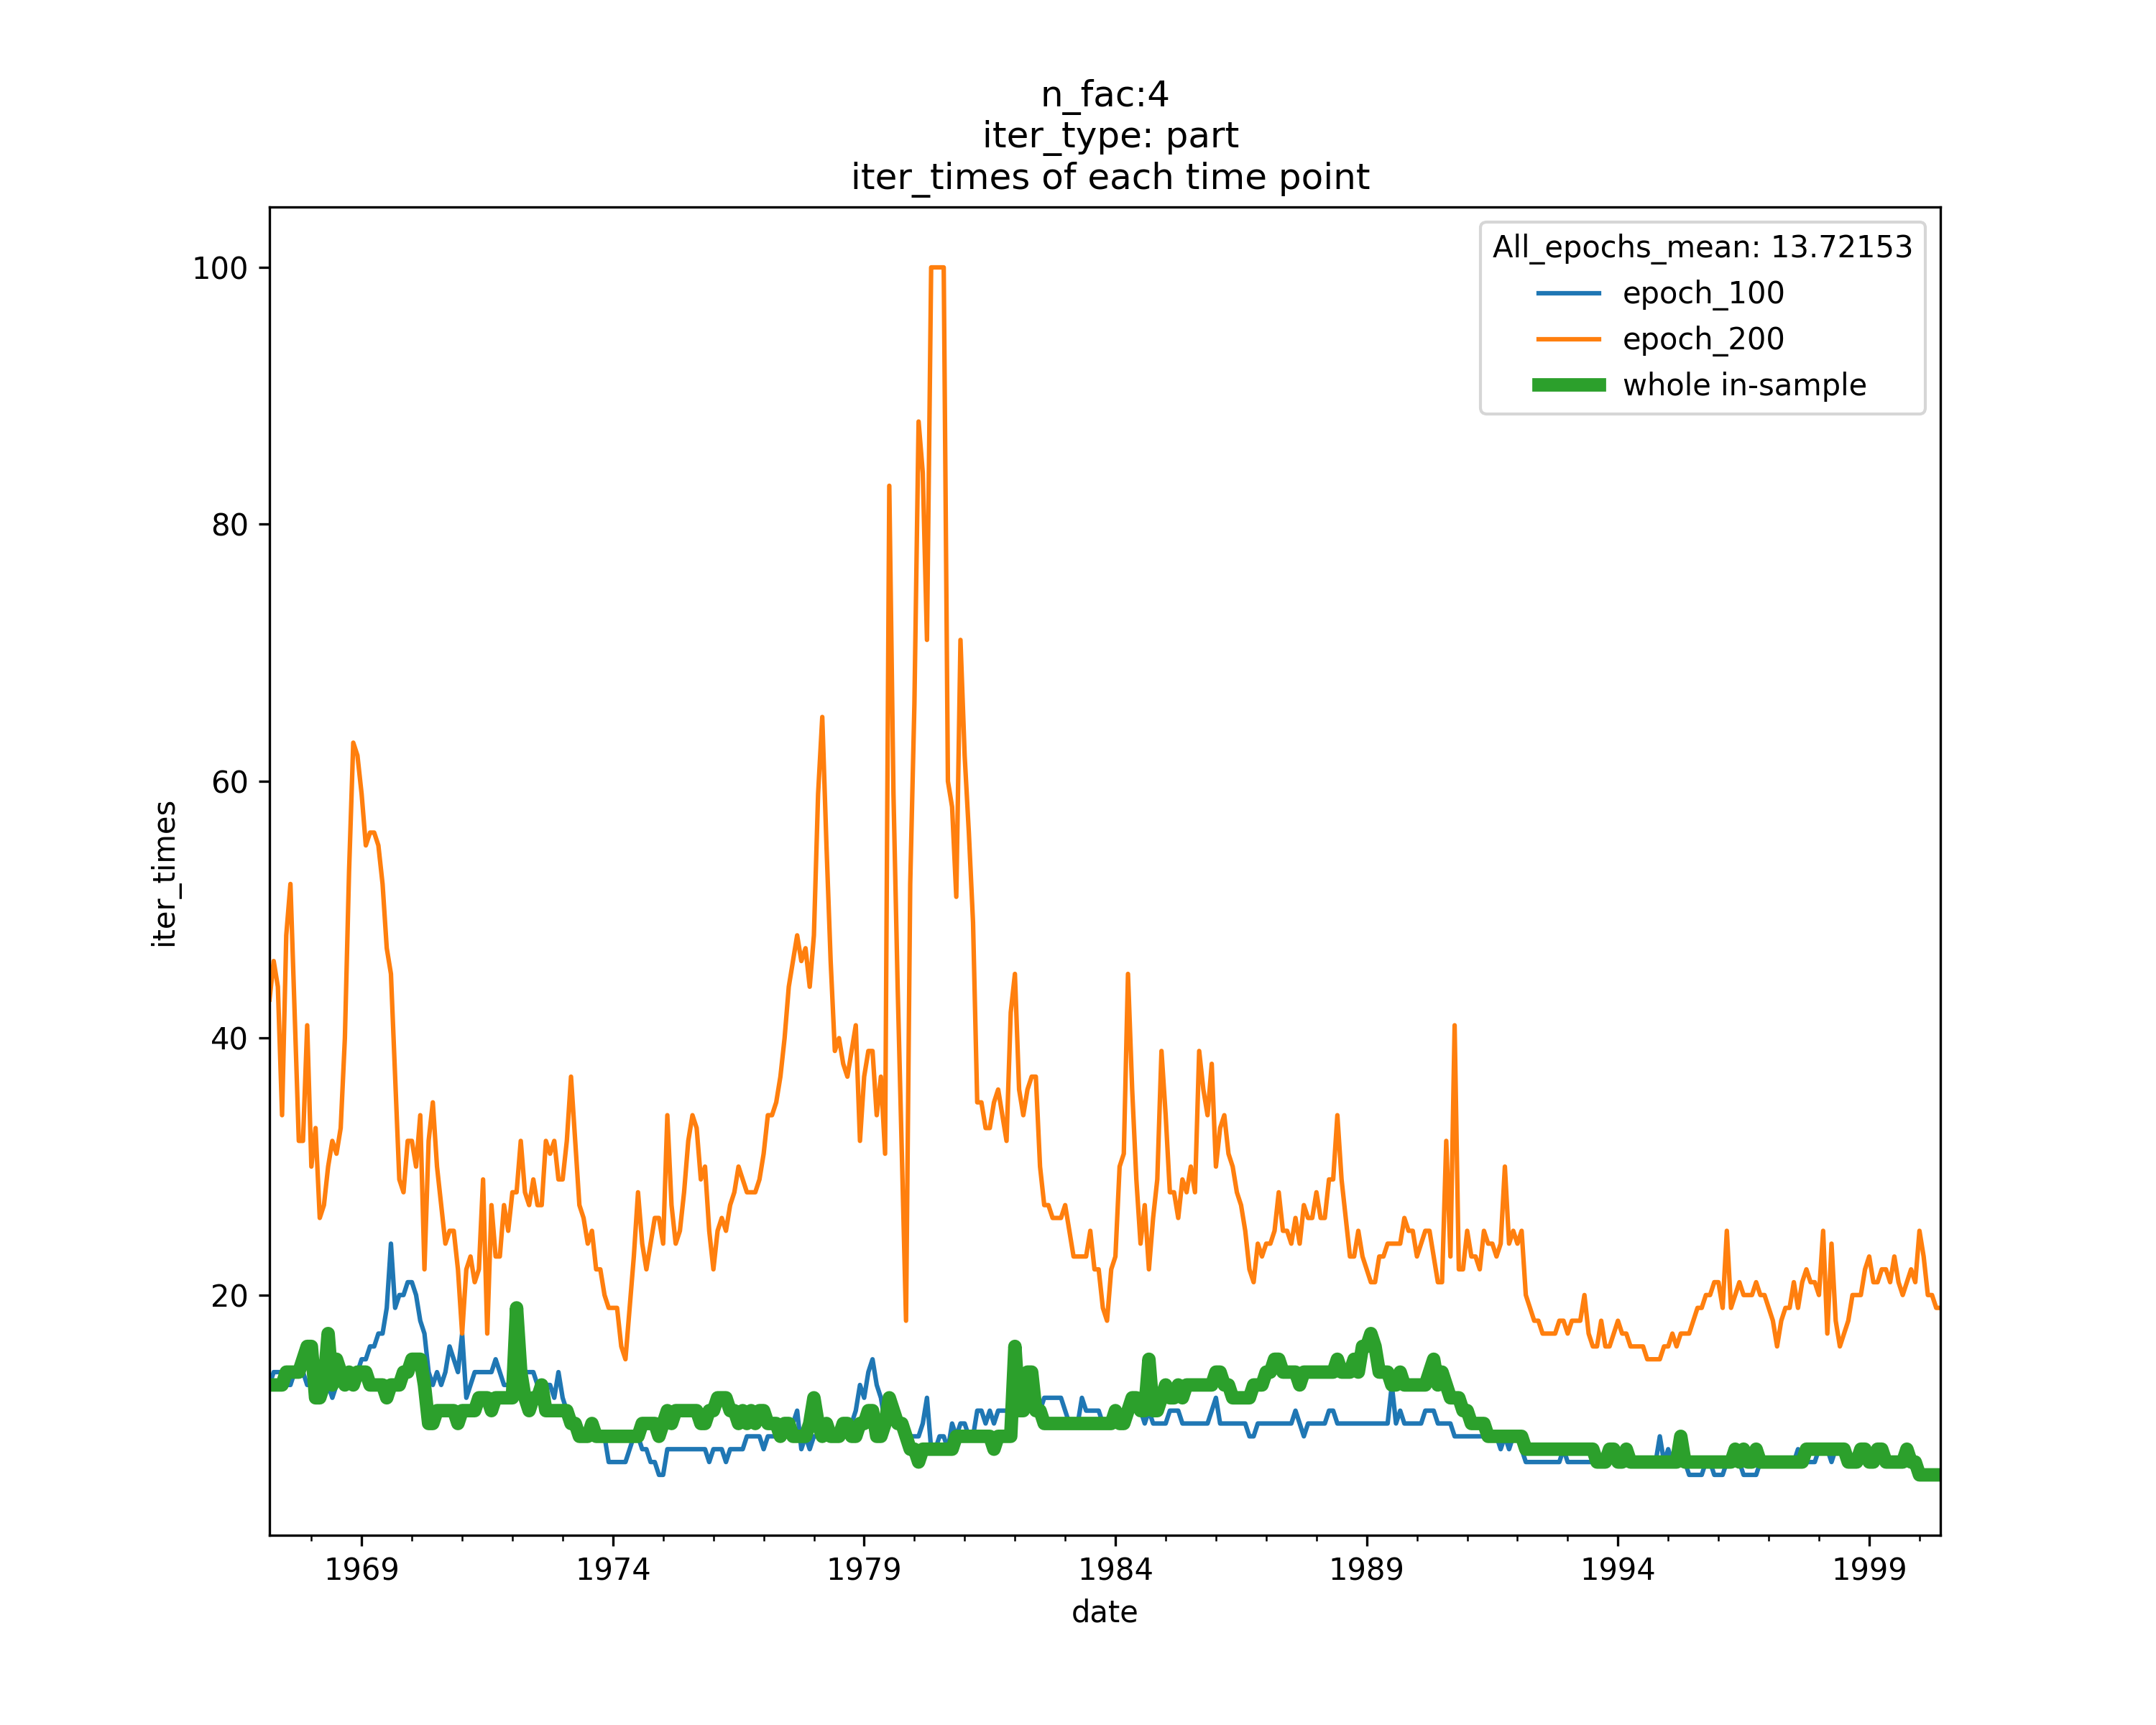 n_fac:4
iter_type: part
iter_times of each time point
All_epochs_mean: 13.72153
epoch_100
epoch_200
whole in-sample
100
80
60
40
20
iter_times
1969 1974 1979 1984 1989 1994 1999
date